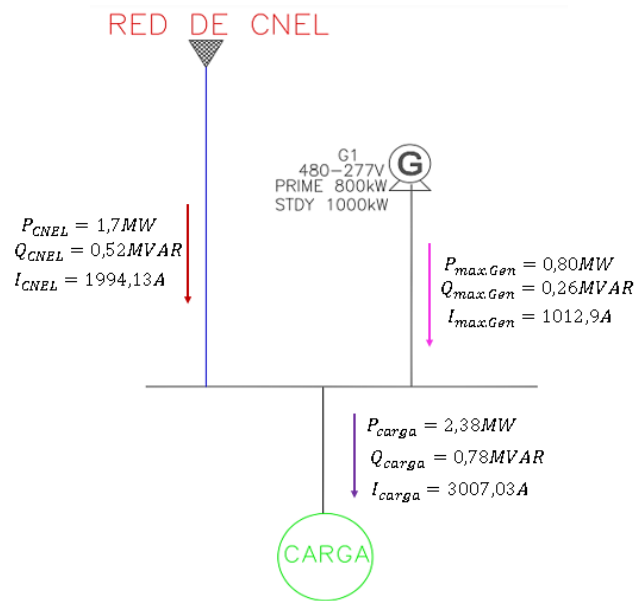 RED DE CNEL
G1
480-277V
PRIME 800kW
STDY 1000kW
G
P_CNEL = 1,7MW
Q_CNEL = 0,52MVAR
I_CNEL = 1994,13A
P_max.Gen = 0,80MW
Q_max.Gen = 0,26MVAR
I_max.Gen = 1012,9A
P_carga = 2,38MW
Q_carga = 0,78MVAR
I_carga = 3007,03A
CARGA